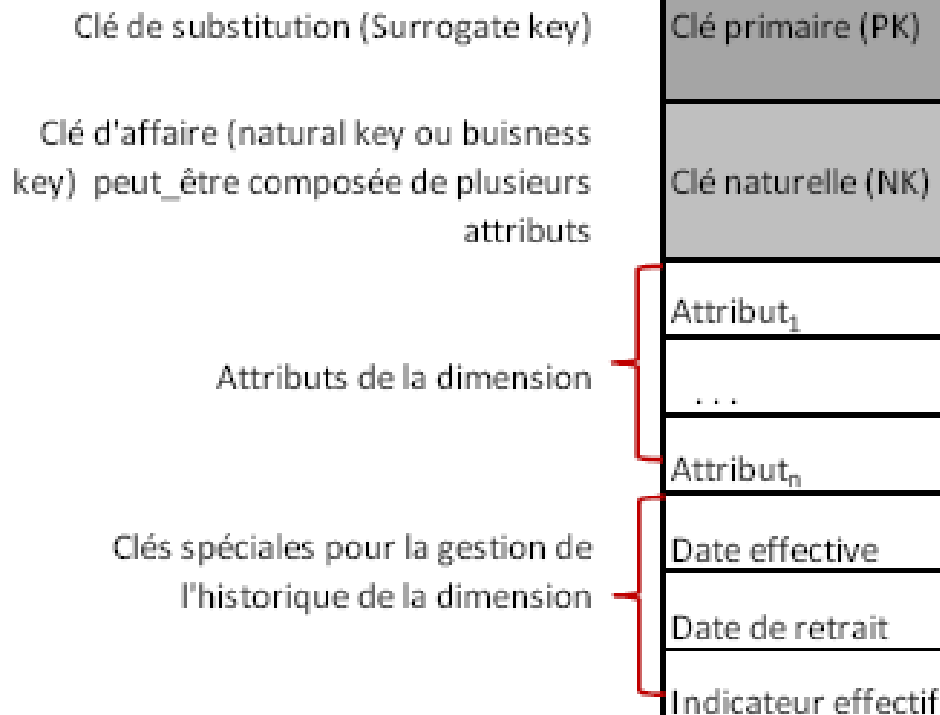 Clé de substitution (Surrogate key)
Clé primaire (PK)
Clé d'affaire (natural key ou buisness
key) peut_être composée de plusieurs
attributs
Clé naturelle (NK)
Attributs de la dimension
Attribut₁
. . .
Attributₙ
Clés spéciales pour la gestion de
l'historique de la dimension
Date effective
Date de retrait
Indicateur effectif